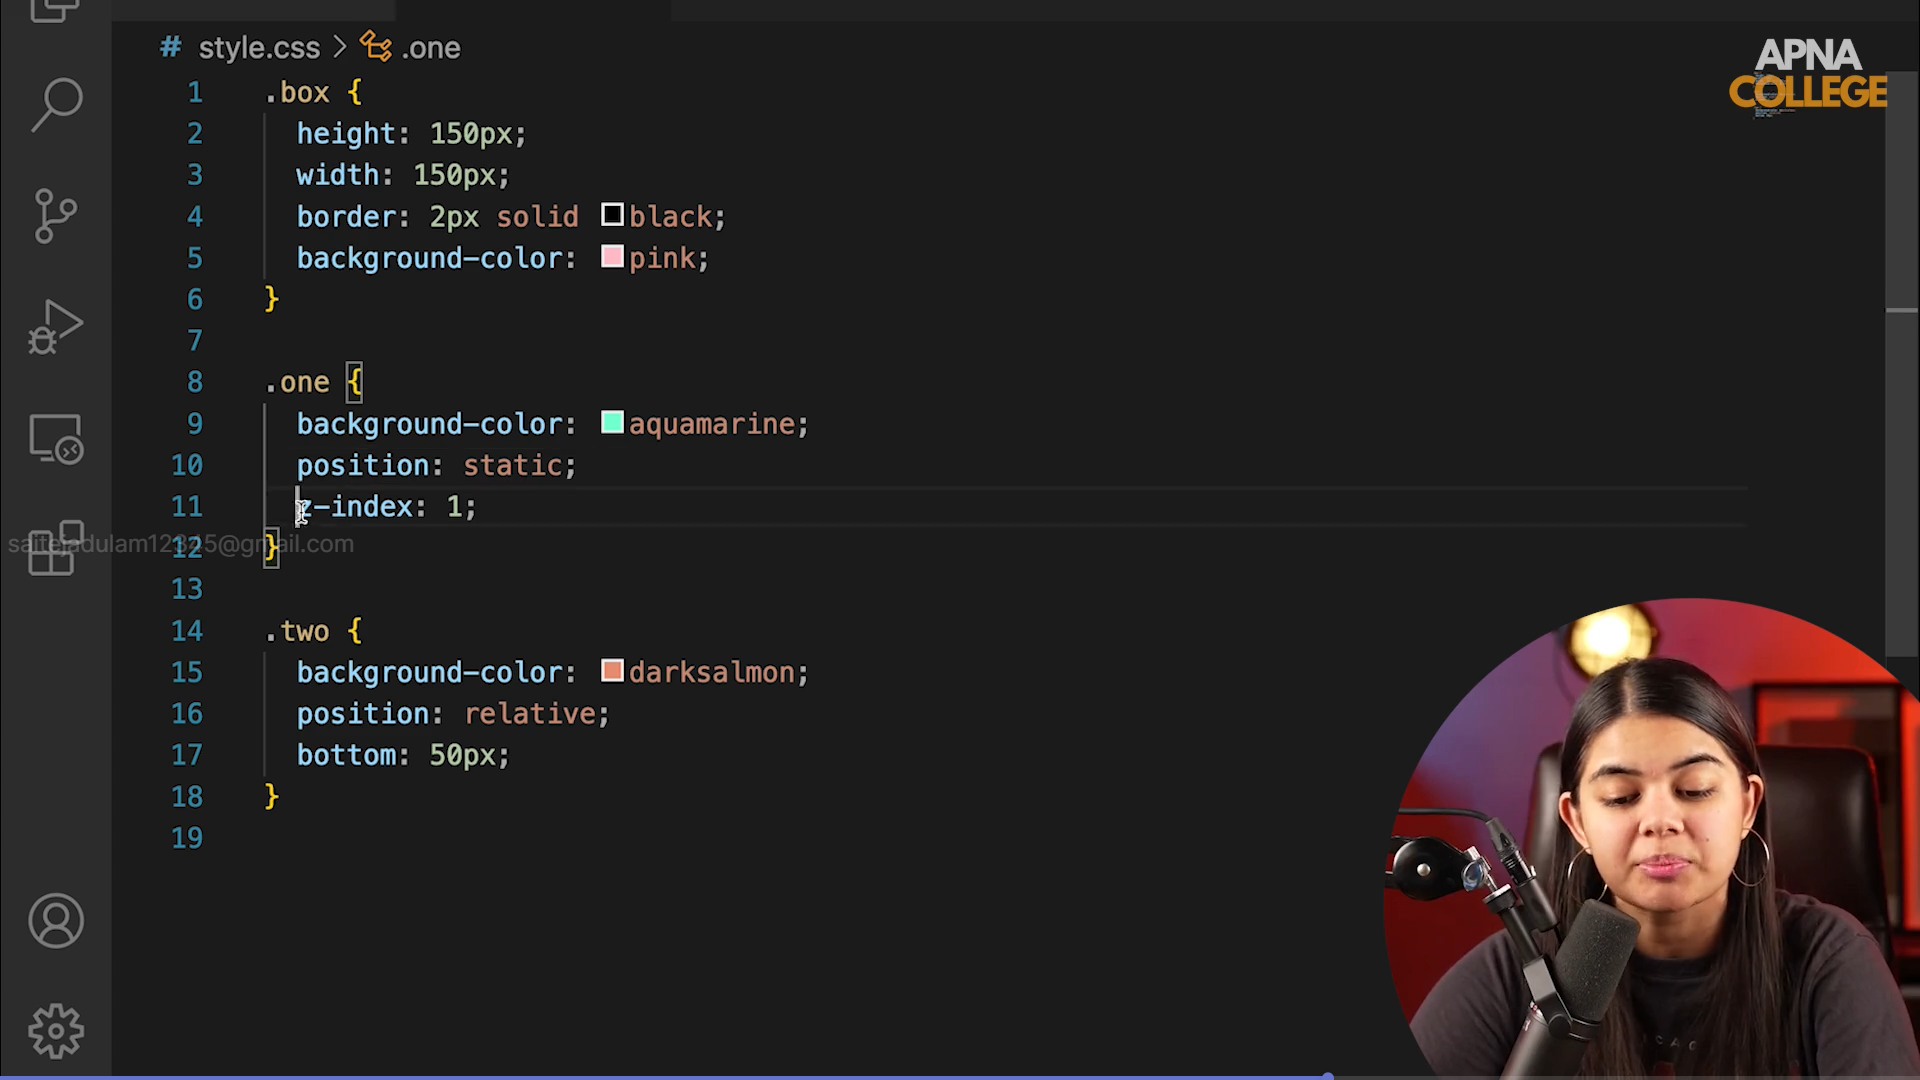 # style.css > .one
APNA
COLLEGE
1 .box {
2 height: 150px;
3 width: 150px;
4 border: 2px solid black;
5 background-color: pink;
6 }
7
8 .one {
9 background-color: aquamarine;
10 position: static;
11 z-index: 1;
12 }
saitejadulam12345@gmail.com
13
14 .two {
15 background-color: darksalmon;
16 position: relative;
17 bottom: 50px;
18 }
19